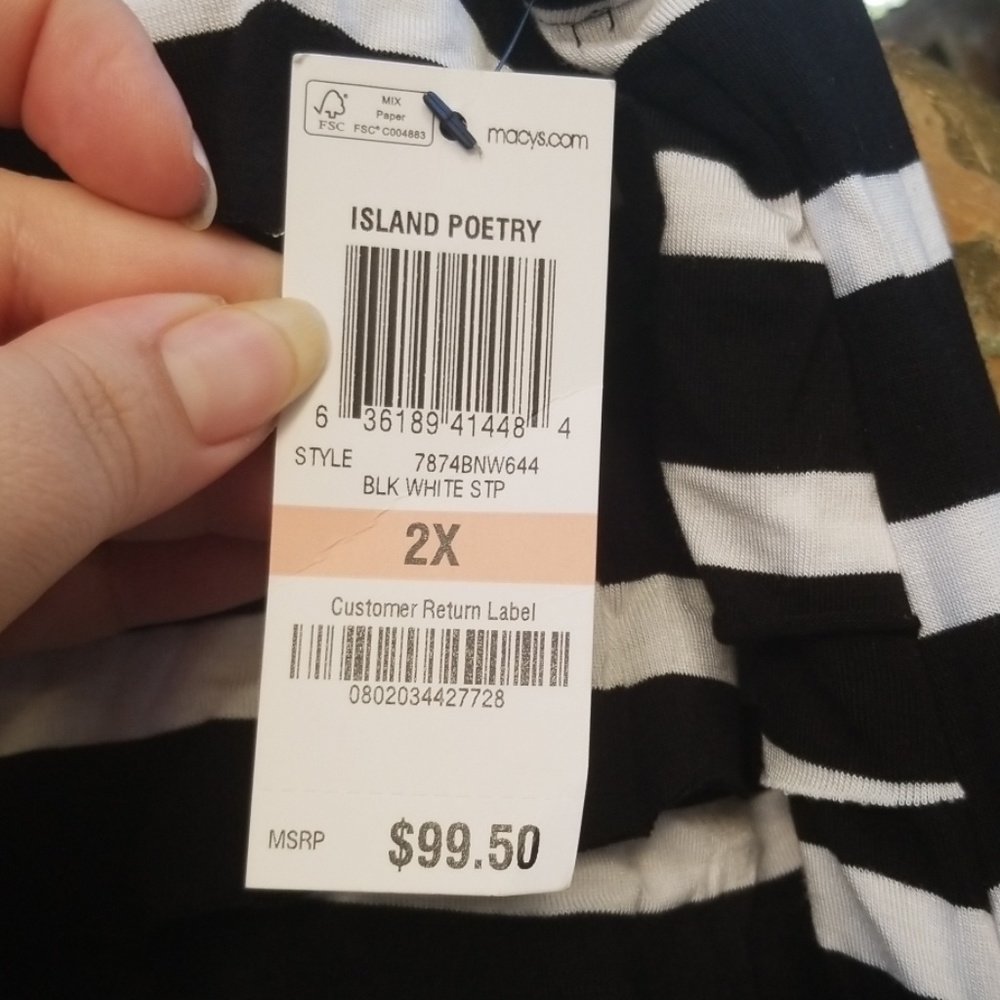 MIX
Paper
FSC FSC® C004883
macys.com
ISLAND POETRY
6 36189 41448 4
STYLE 7874BNW644
BLK WHITE STP
2X
Customer Return Label
0802034427728
MSRP $99.50